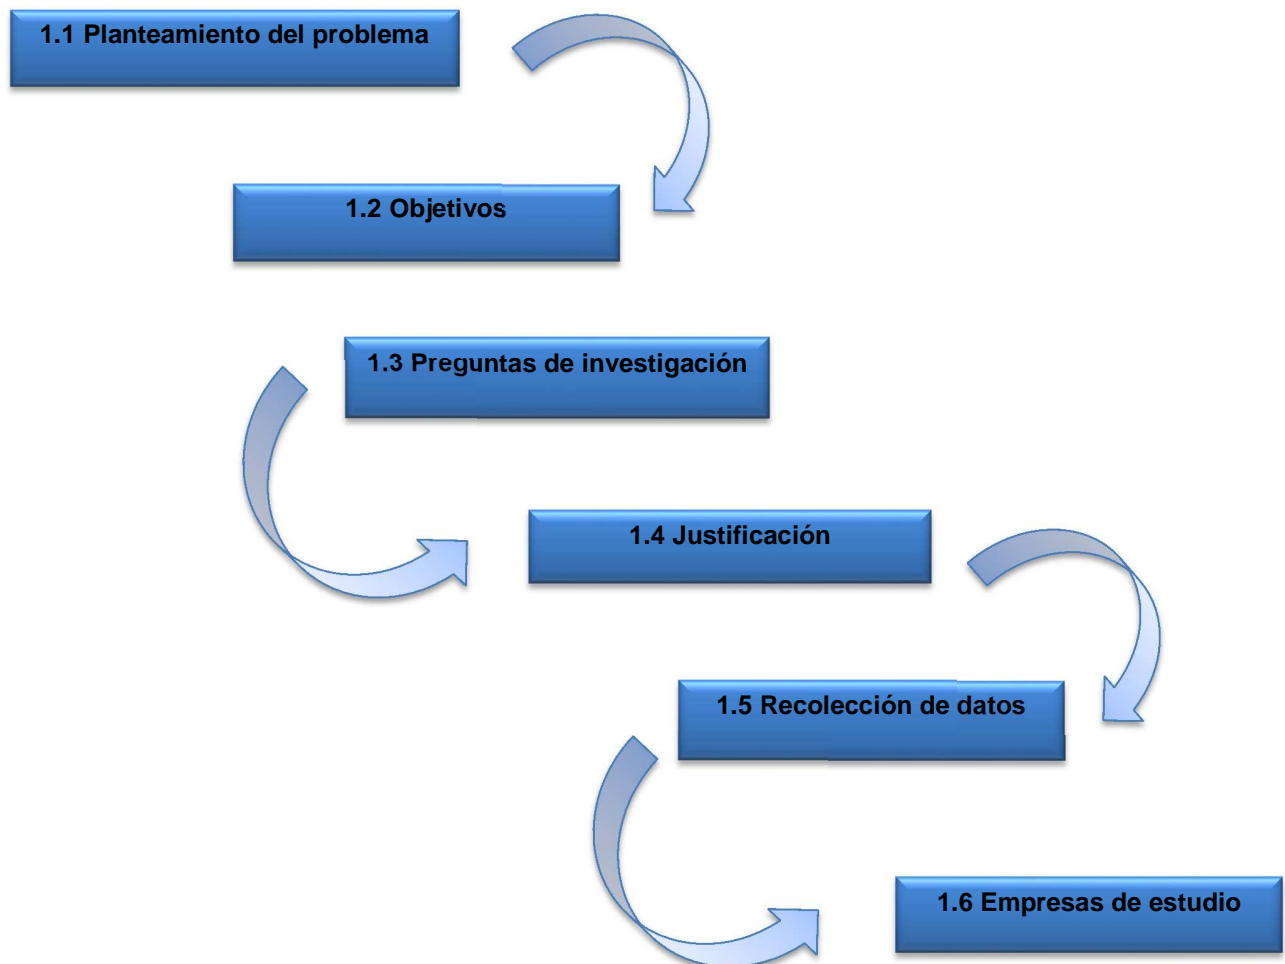 1.1 Planteamiento del problema
1.2 Objetivos
1.3 Preguntas de investigación
1.4 Justificación
1.5 Recolección de datos
1.6 Empresas de estudio